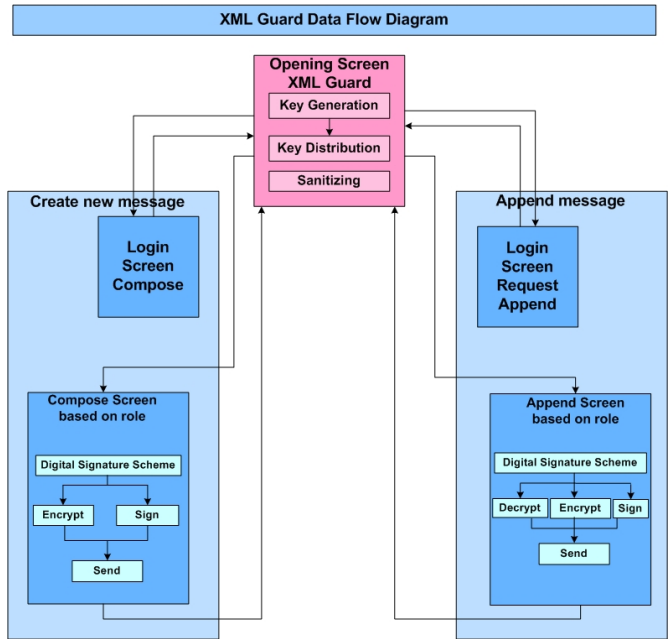 XML Guard Data Flow Diagram
Opening Screen
XML Guard
Key Generation
Key Distribution
Sanitizing
Create new message
Login
Screen
Compose
Compose Screen
based on role
Digital Signature Scheme
Encrypt
Sign
Send
Append message
Login
Screen
Request
Append
Append Screen
based on role
Digital Signature Scheme
Decrypt
Encrypt
Sign
Send